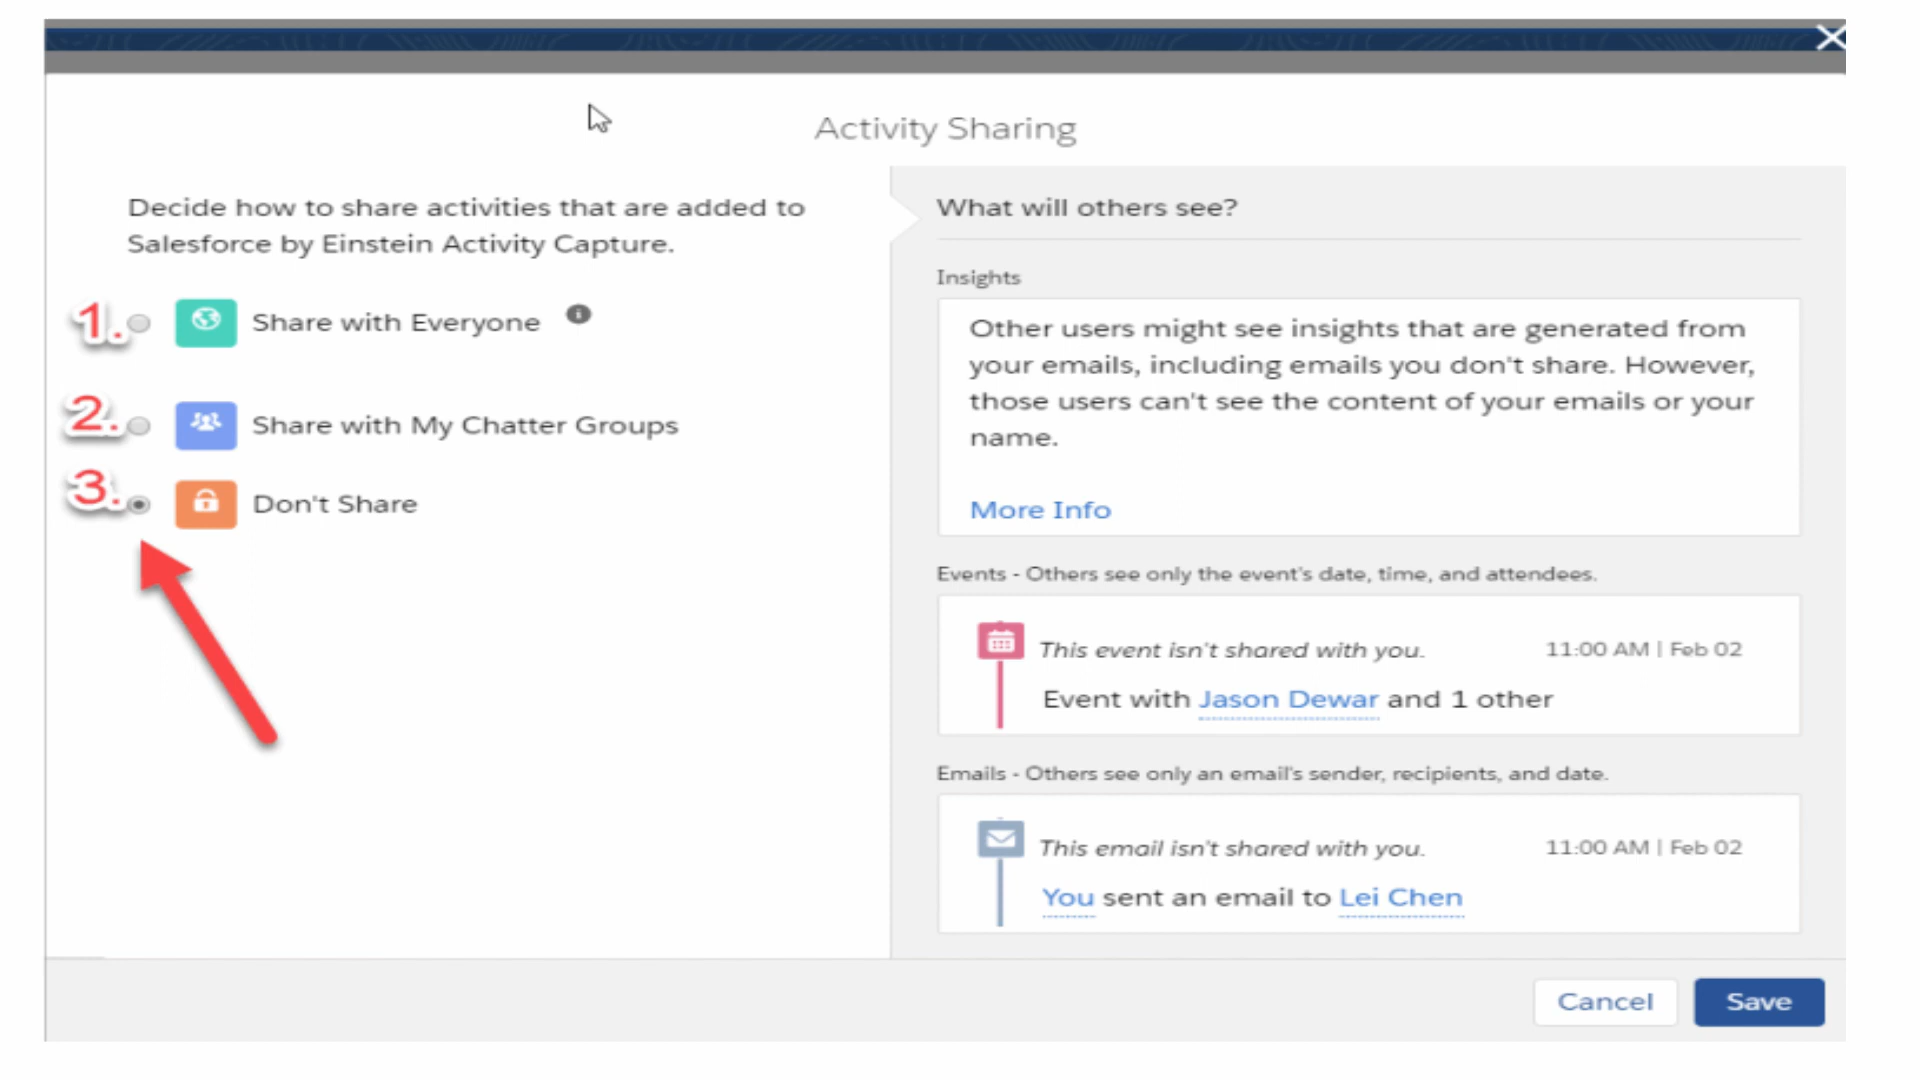 Activity Sharing
Decide how to share activities that are added to
Salesforce by Einstein Activity Capture.
1. Share with Everyone
2. Share with My Chatter Groups
3. Don't Share
What will others see?
Insights
Other users might see insights that are generated from
your emails, including emails you don't share. However,
those users can't see the content of your emails or your
name.
More Info
Events - Others see only the event's date, time, and attendees.
This event isn't shared with you. 11:00 AM | Feb 02
Event with Jason Dewar and 1 other
Emails - Others see only an email's sender, recipients, and date.
This email isn't shared with you. 11:00 AM | Feb 02
You sent an email to Lei Chen
Cancel Save